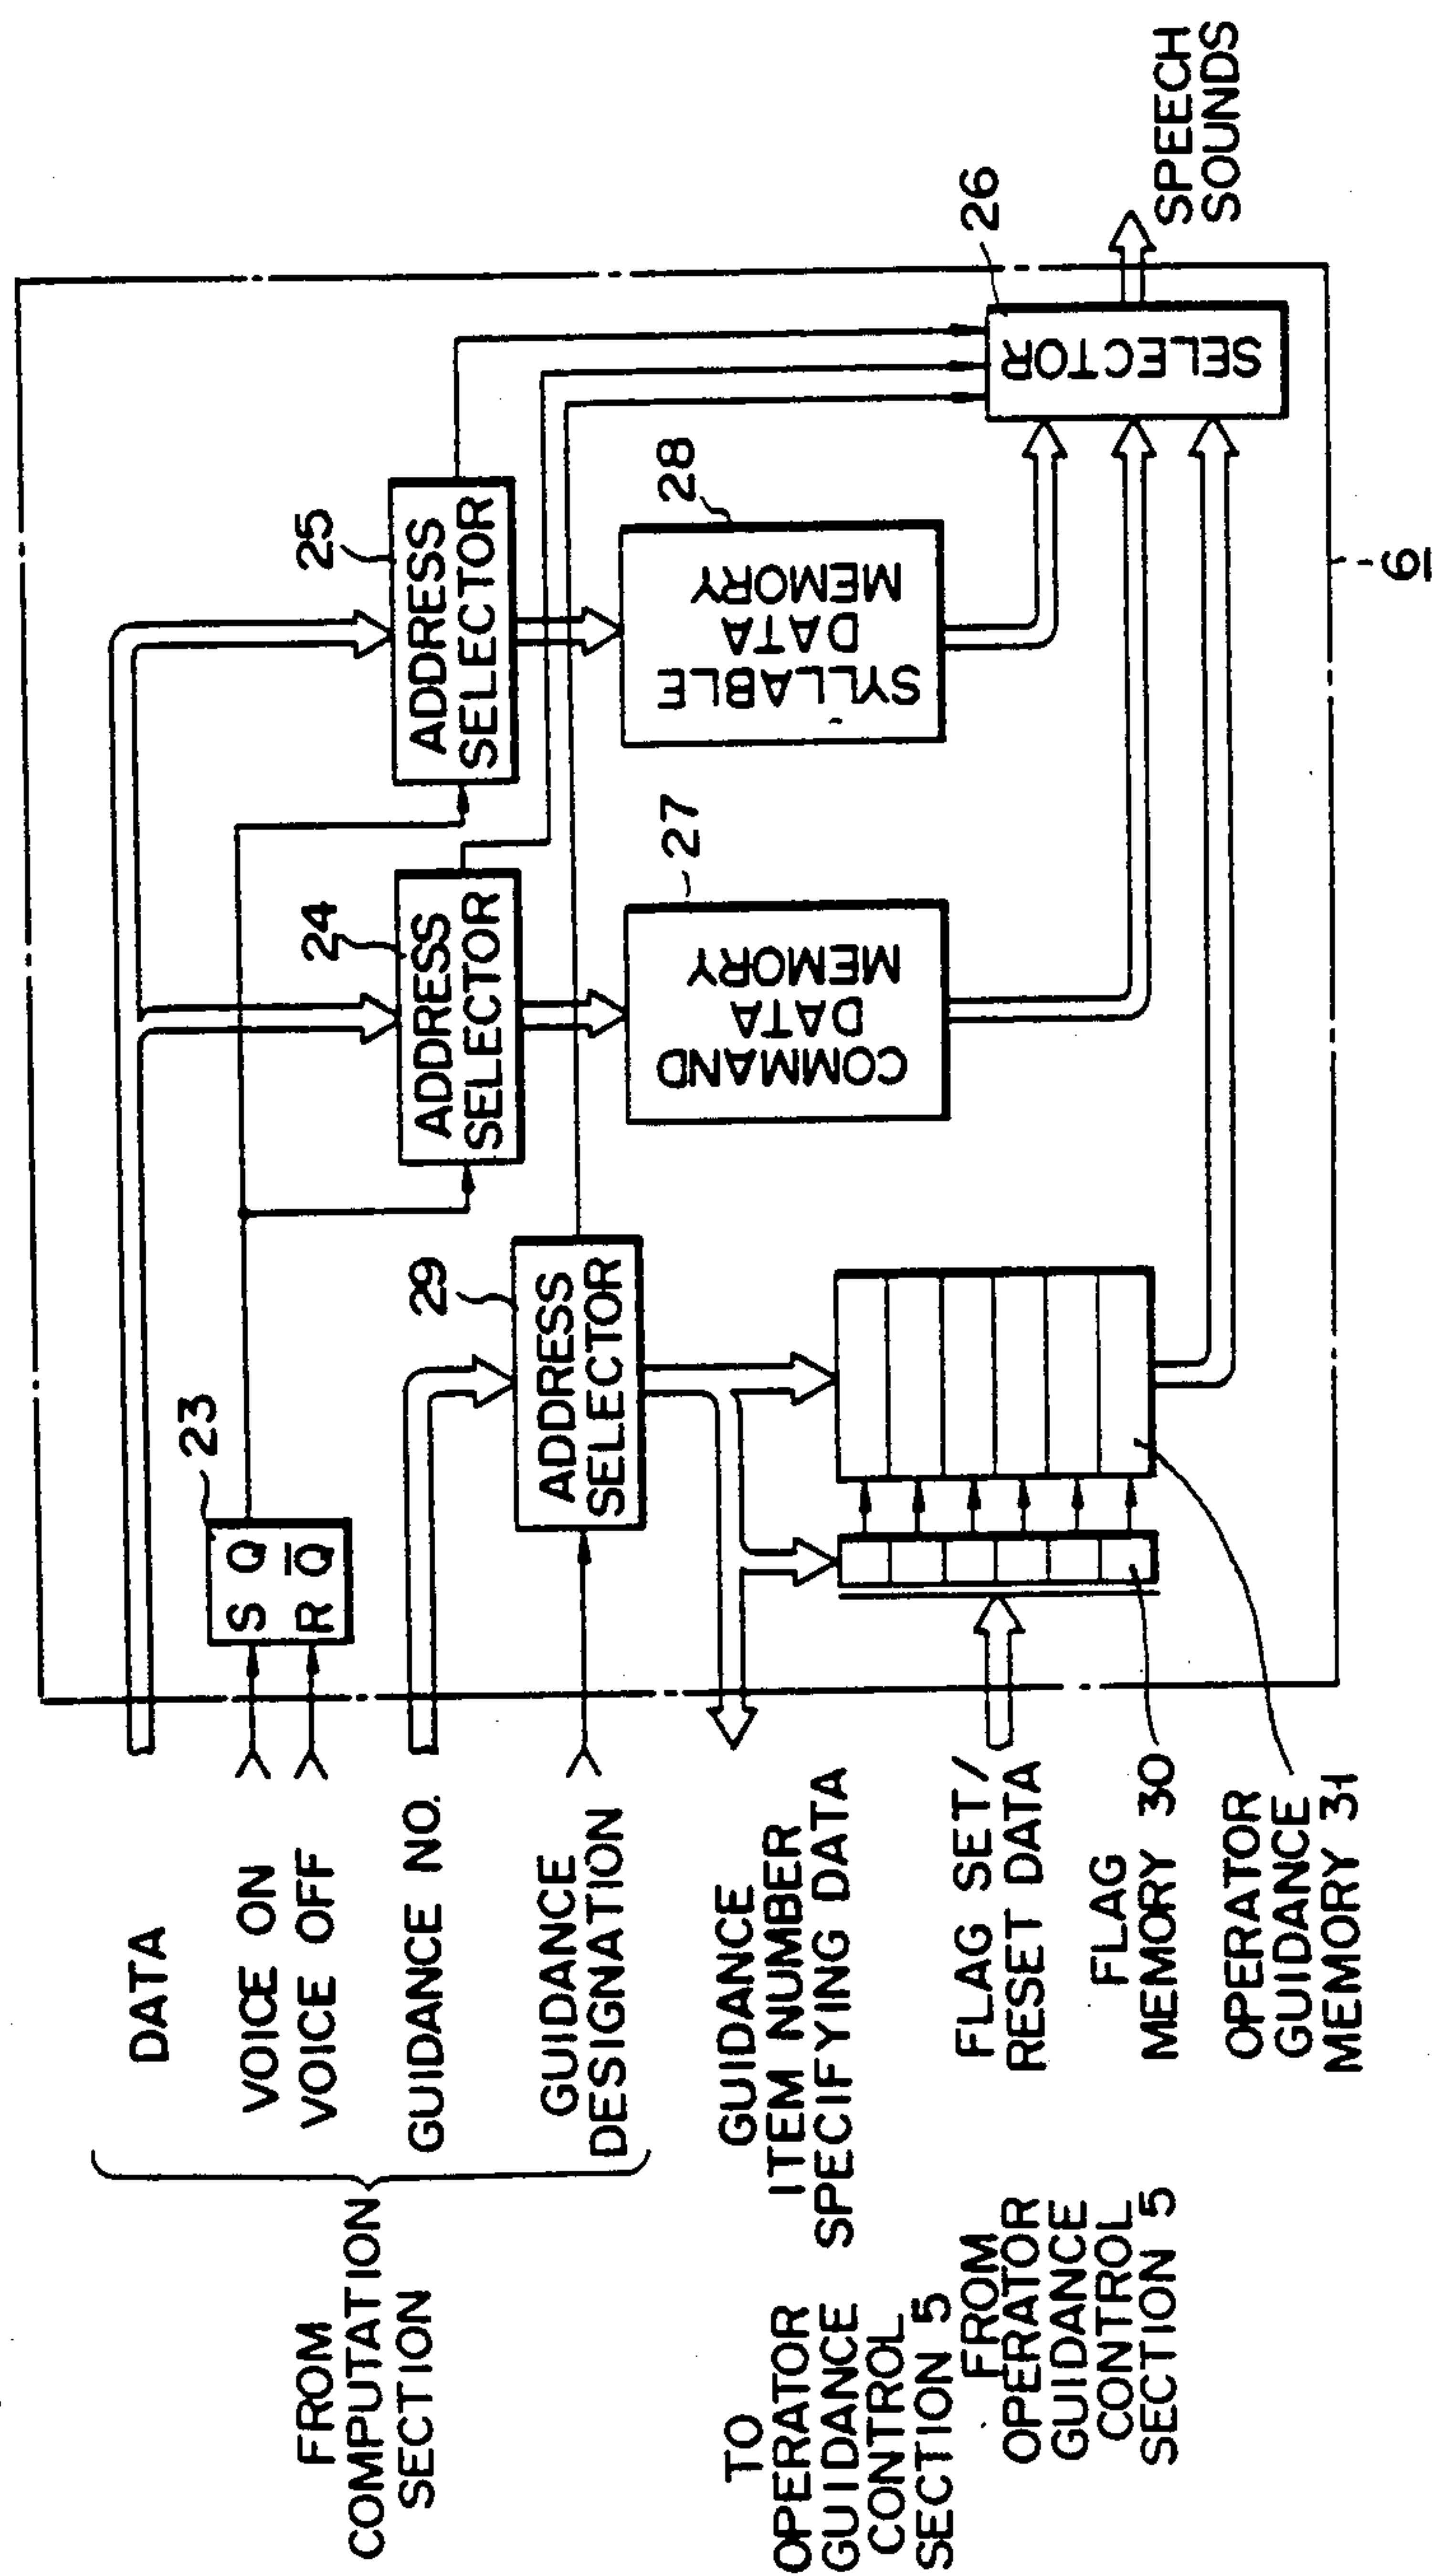 FROM
COMPUTATION
SECTION
DATA
VOICE ON
VOICE OFF
GUIDANCE NO.
GUIDANCE
DESIGNATION
TO
OPERATOR
GUIDANCE
CONTROL
SECTION 5
GUIDANCE
ITEM NUMBER
SPECIFYING DATA
FROM
OPERATOR
GUIDANCE
CONTROL
SECTION 5
FLAG SET/
RESET DATA
FLAG
MEMORY 30
OPERATOR
GUIDANCE
MEMORY 31
23
S Q
R Q̅
29
ADDRESS
SELECTOR
24
ADDRESS
SELECTOR
25
ADDRESS
SELECTOR
27
COMMAND
DATA
MEMORY
28
SYLLABLE
DATA
MEMORY
26
SELECTOR
SPEECH
SOUNDS
6